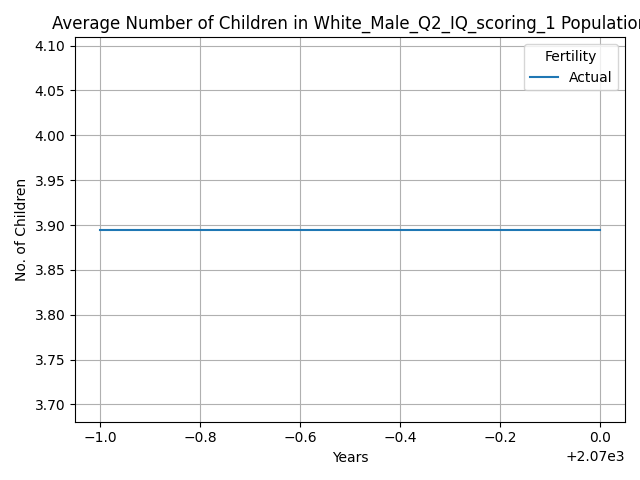 Average Number of Children in White_Male_Q2_IQ_scoring_1 Population
Fertility
Actual
4.10
4.05
4.00
3.95
3.90
3.85
3.80
3.75
3.70
No. of Children
−1.0 −0.8 −0.6 −0.4 −0.2 0.0
Years
+2.07e3